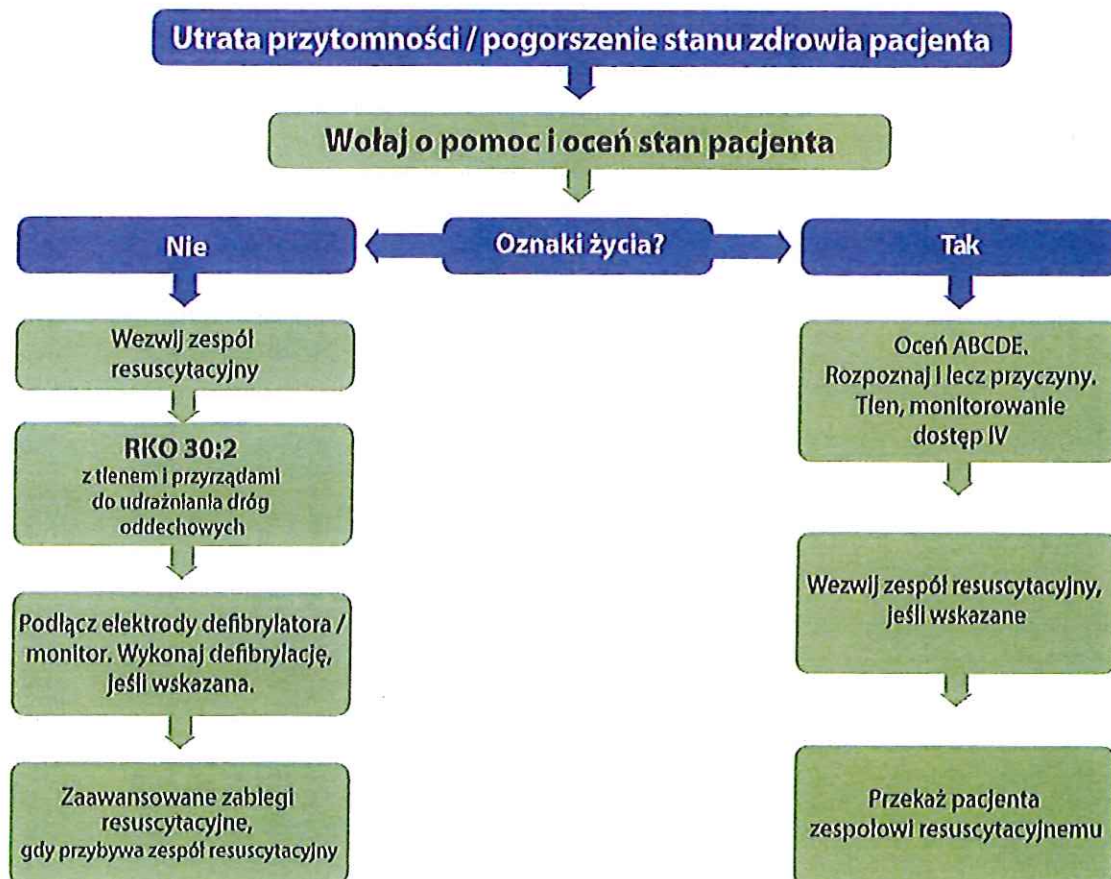 Utrata przytomności / pogorszenie stanu zdrowia pacjenta
Wołaj o pomoc i oceń stan pacjenta
Oznaki życia?
Nie
Wezwij zespół
resuscytacyjny
RKO 30:2
z tlenem i przyrządami
do udrażniania dróg
oddechowych
Podłącz elektrody defibrylatora /
monitor. Wykonaj defibrylację,
jeśli wskazana.
Zaawansowane zabiegi
resuscytacyjne,
gdy przybywa zespół resuscytacyjny
Tak
Oceń ABCDE.
Rozpoznaj i lecz przyczyny.
Tlen, monitorowanie
dostęp IV
Wezwij zespół resuscytacyjny,
jeśli wskazane
Przekaż pacjenta
zespołowi resuscytacyjnemu